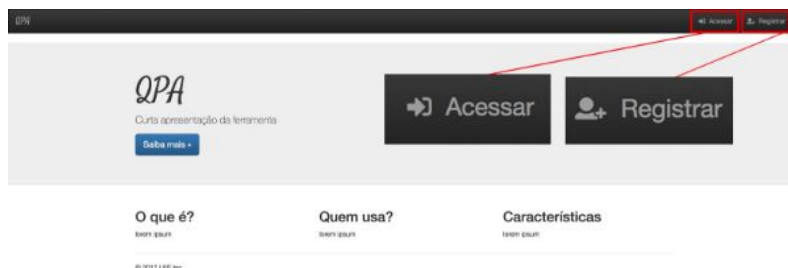 QPA
Acessar
Registrar
QPA
Curta apresentação da ferramenta
Saiba mais »
Acessar
Registrar
O que é?
Quem usa?
Características
lorem ipsum
lorem ipsum
lorem ipsum
© 2017